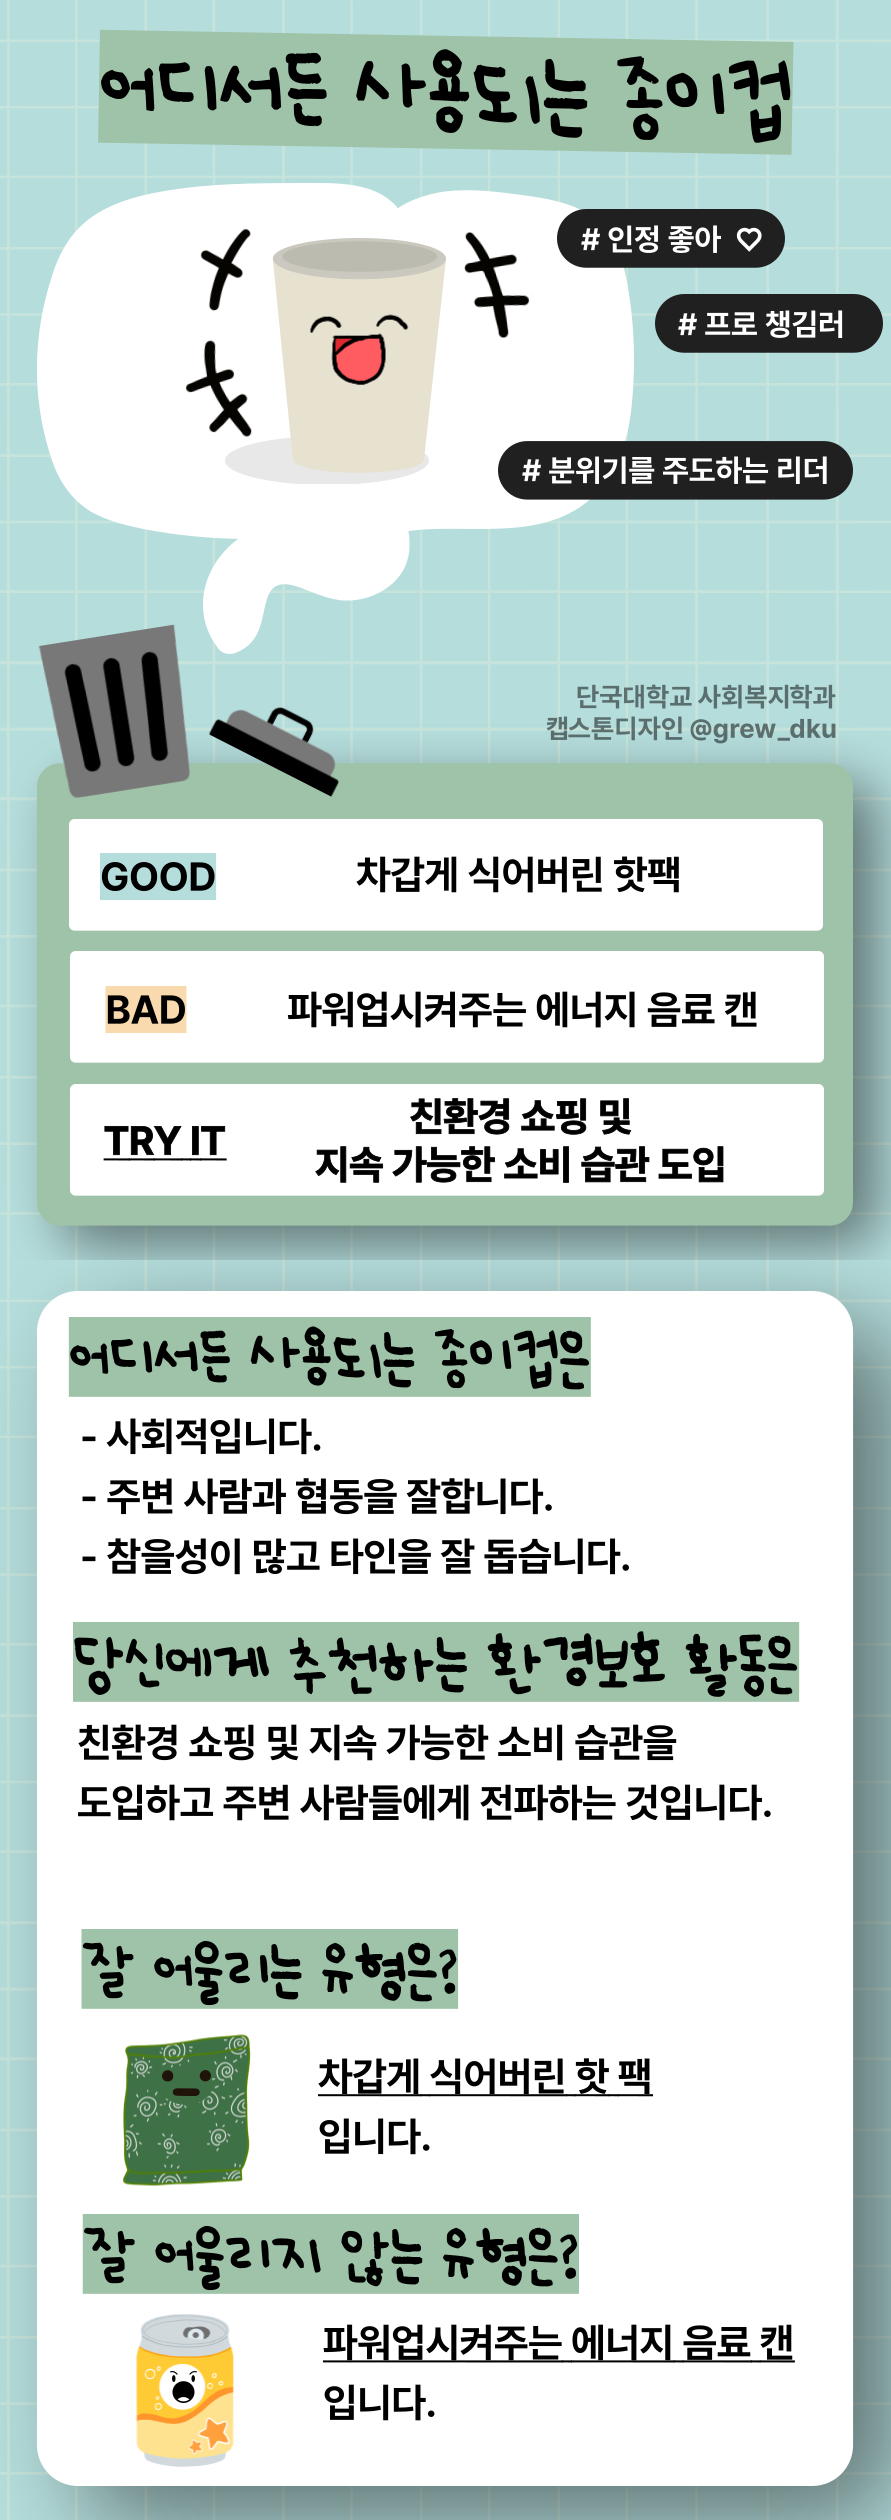 어디서든 사용되는 종이컵
# 인정 좋아 ♡
# 프로 챙김러
# 분위기를 주도하는 리더
단국대학교 사회복지학과
캡스톤디자인 @grew_dku
GOOD 차갑게 식어버린 핫팩
BAD 파워업시켜주는 에너지 음료 캔
TRY IT 친환경 쇼핑 및
지속 가능한 소비 습관 도입
어디서든 사용되는 종이컵은
- 사회적입니다.
- 주변 사람과 협동을 잘합니다.
- 참을성이 많고 타인을 잘 돕습니다.
당신에게 추천하는 환경보호 활동은
친환경 쇼핑 및 지속 가능한 소비 습관을
도입하고 주변 사람들에게 전파하는 것입니다.
잘 어울리는 유형은?
차갑게 식어버린 핫 팩
입니다.
잘 어울리지 않는 유형은?
파워업시켜주는 에너지 음료 캔
입니다.